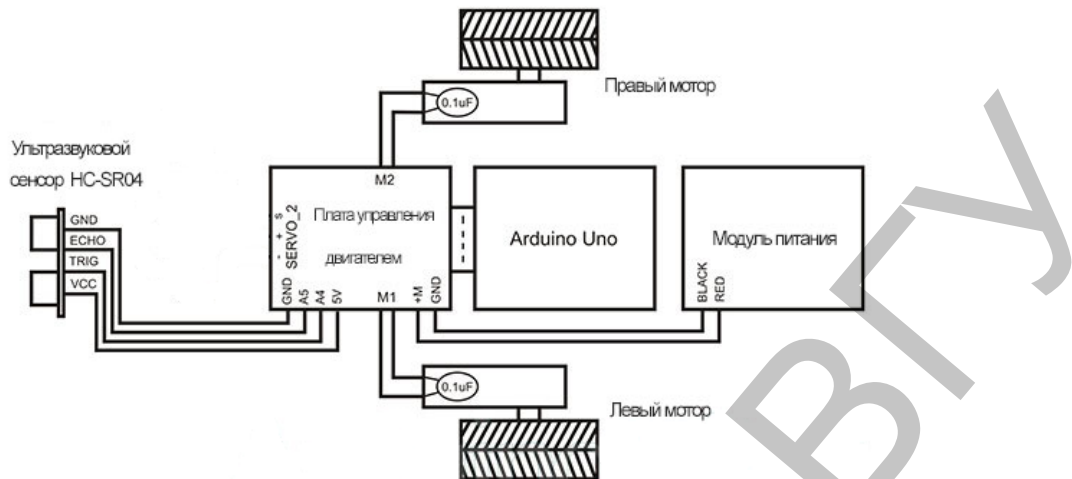 Правый мотор
0.1uF
Ультразвуковой
сенсор HC-SR04
GND
ECHO
TRIG
VCC
M2
Плата управления
двигателем
- + s
SERVO_2
GND
A5
A4
5V
M1
+M
GND
Arduino Uno
Модуль питания
BLACK
RED
0.1uF
Левый мотор
ВГУ